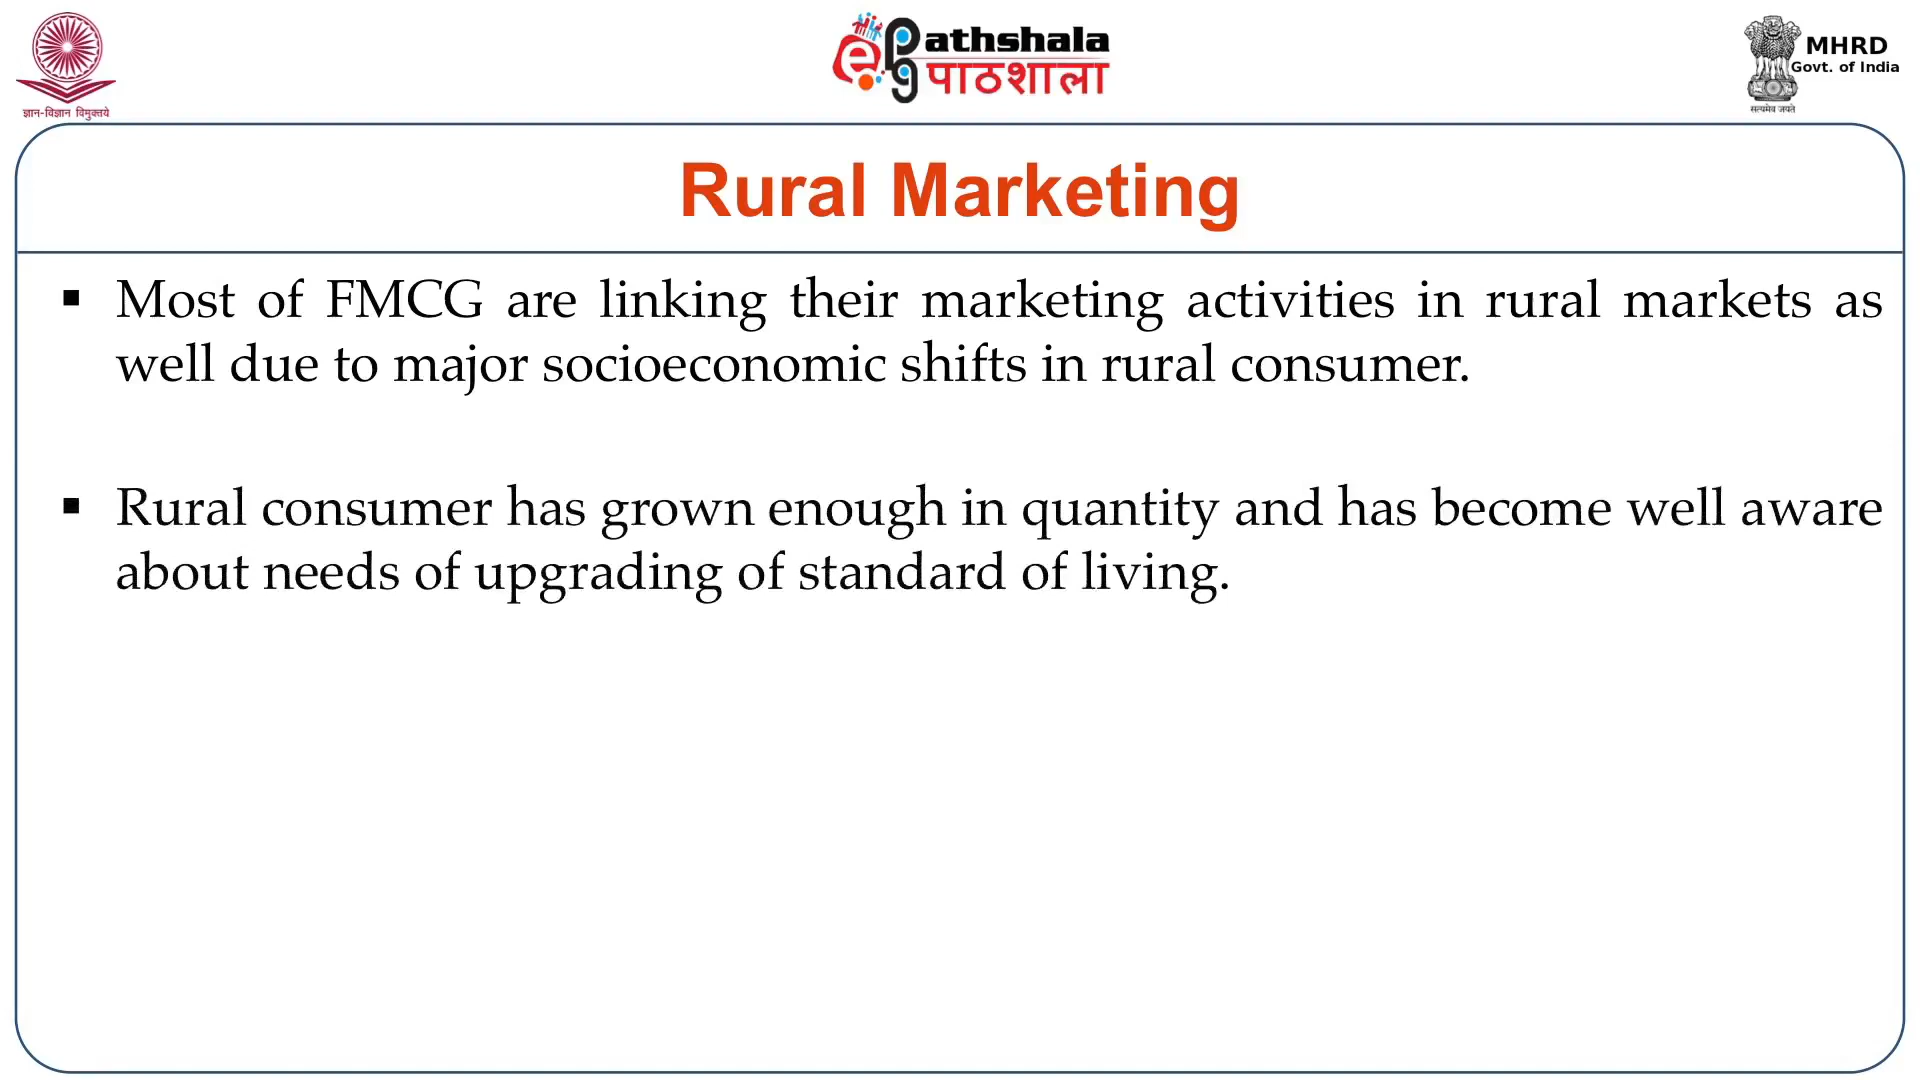 ज्ञान-विज्ञान विमुक्तये
e
pg
athshala
पाठशाला
MHRD
Govt. of India
सत्यमेव जयते
Rural Marketing
▪ Most of FMCG are linking their marketing activities in rural markets as
well due to major socioeconomic shifts in rural consumer.
▪ Rural consumer has grown enough in quantity and has become well aware
about needs of upgrading of standard of living.